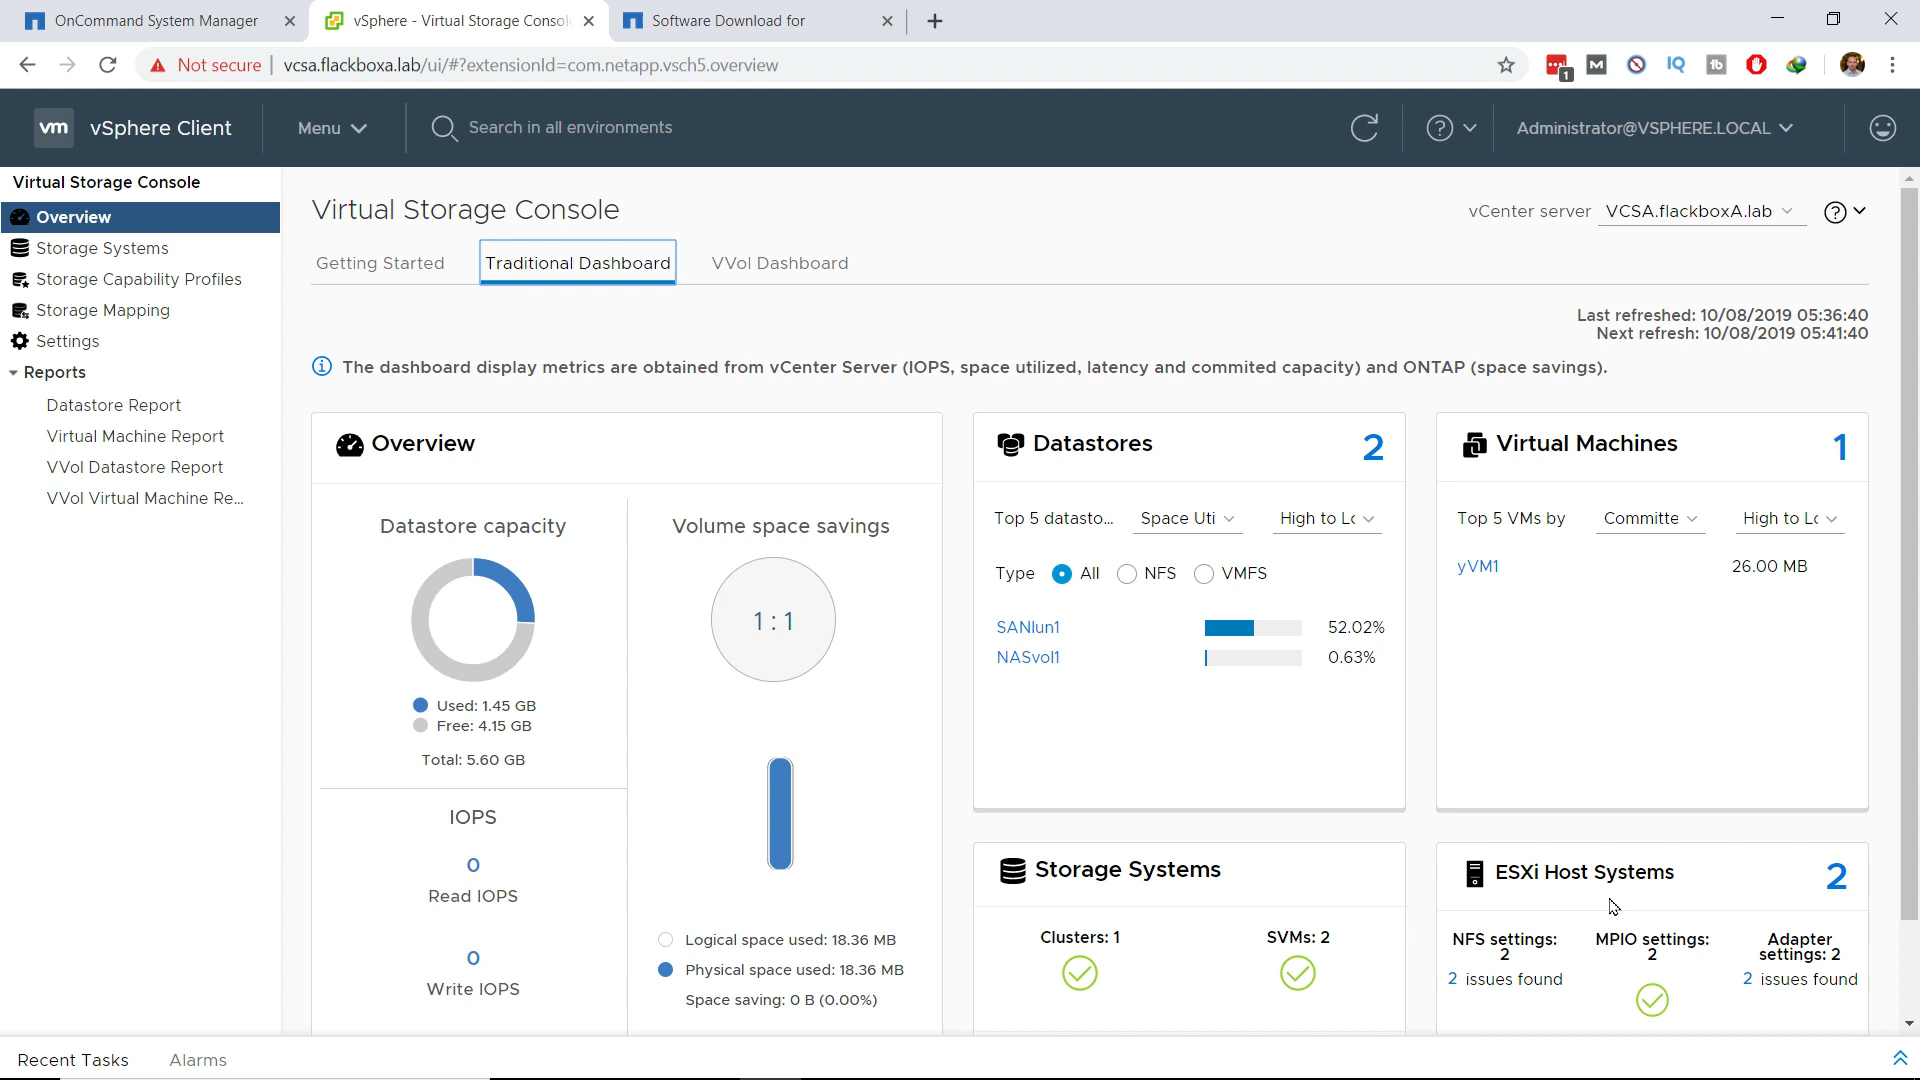 OnCommand System Manager
vSphere - Virtual Storage Consol
Software Download for
Not secure
vcsa.flackboxa.lab/ui/#?extensionId=com.netapp.vsch5.overview
1
M
IQ
tb
vm
vSphere Client
Menu
Search in all environments
?
Administrator@VSPHERE.LOCAL
Virtual Storage Console
Overview
Storage Systems
Storage Capability Profiles
Storage Mapping
Settings
Reports
Datastore Report
Virtual Machine Report
VVol Datastore Report
VVol Virtual Machine Re...
Virtual Storage Console
vCenter server VCSA.flackboxA.lab
?
Getting Started
Traditional Dashboard
VVol Dashboard
Last refreshed: 10/08/2019 05:36:40
Next refresh: 10/08/2019 05:41:40
The dashboard display metrics are obtained from vCenter Server (IOPS, space utilized, latency and commited capacity) and ONTAP (space savings).
Overview
Datastore capacity
Used: 1.45 GB
Free: 4.15 GB
Total: 5.60 GB
IOPS
0
Read IOPS
0
Write IOPS
Volume space savings
1 : 1
Logical space used: 18.36 MB
Physical space used: 18.36 MB
Space saving: 0 B (0.00%)
Datastores 2
Top 5 datasto... Space Uti High to Lc
Type All NFS VMFS
SANlun1 52.02%
NASvol1 0.63%
Virtual Machines 1
Top 5 VMs by Committe High to Lc
yVM1 26.00 MB
Storage Systems
Clusters: 1
SVMs: 2
ESXi Host Systems 2
NFS settings:
2
2 issues found
MPIO settings:
2
Adapter
settings: 2
2 issues found
Recent Tasks
Alarms